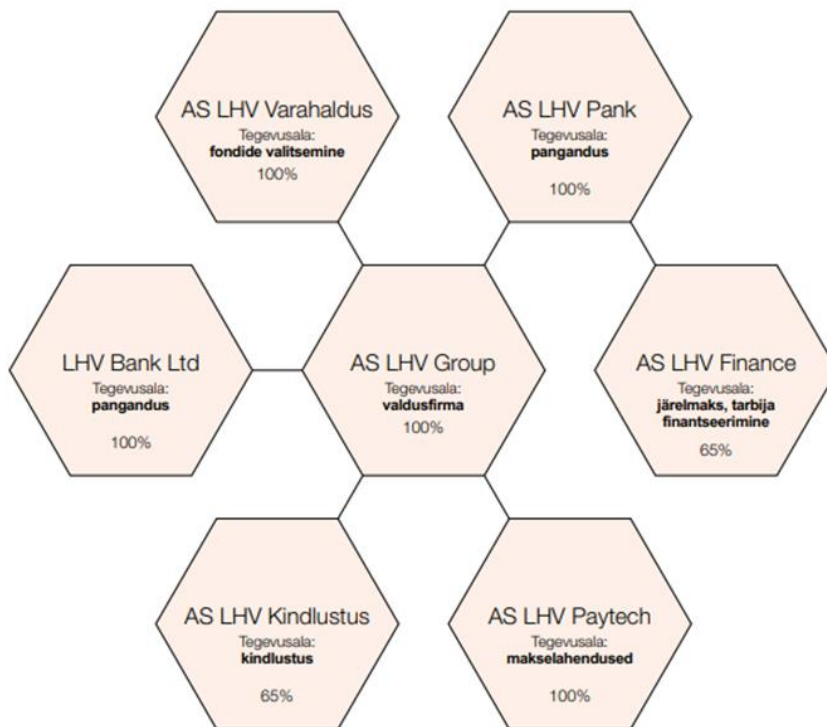 AS LHV Varahaldus
Tegevusala:
fondide valitsemine
100%
AS LHV Pank
Tegevusala:
pangandus
100%
LHV Bank Ltd
Tegevusala:
pangandus
100%
AS LHV Group
Tegevusala:
valdusfirma
100%
AS LHV Finance
Tegevusala:
järelmaks, tarbija
finantseerimine
65%
AS LHV Kindlustus
Tegevusala:
kindlustus
65%
AS LHV Paytech
Tegevusala:
makselahendused
100%